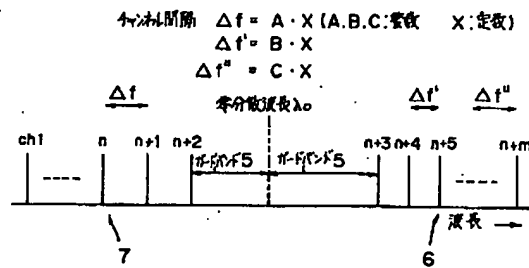 チャンネル間隔 Δf = A・X (A.B.C:整数 X:定数)
Δf' = B・X
Δf" = C・X
零分散波長λ0
Δf Δf' Δf"
ch1 n n+1 n+2 n+3 n+4 n+5 n+m
ガードバンド5 ガードバンド5
波長
7 6